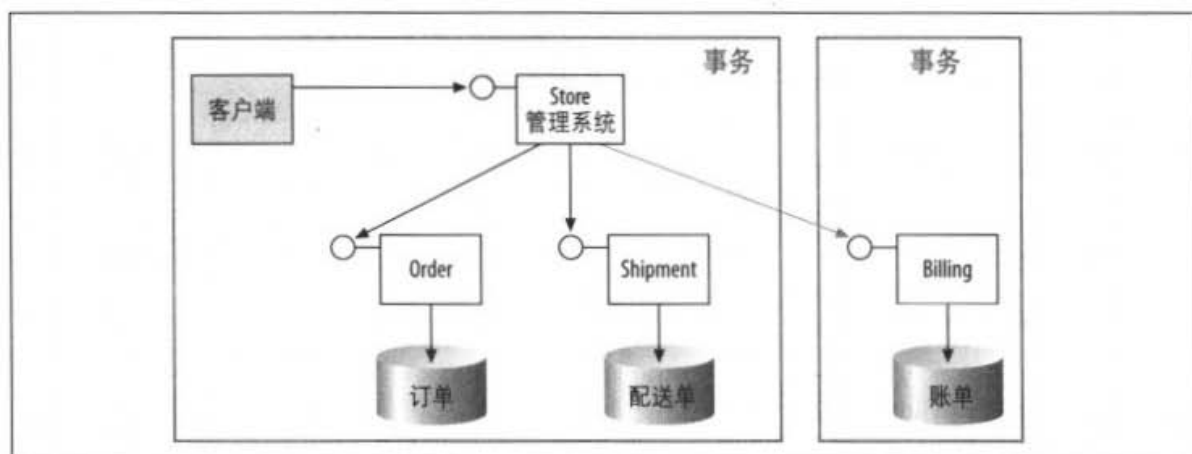 事务
事务
客户端
Store
管理系统
Order
Shipment
Billing
订单
配送单
账单